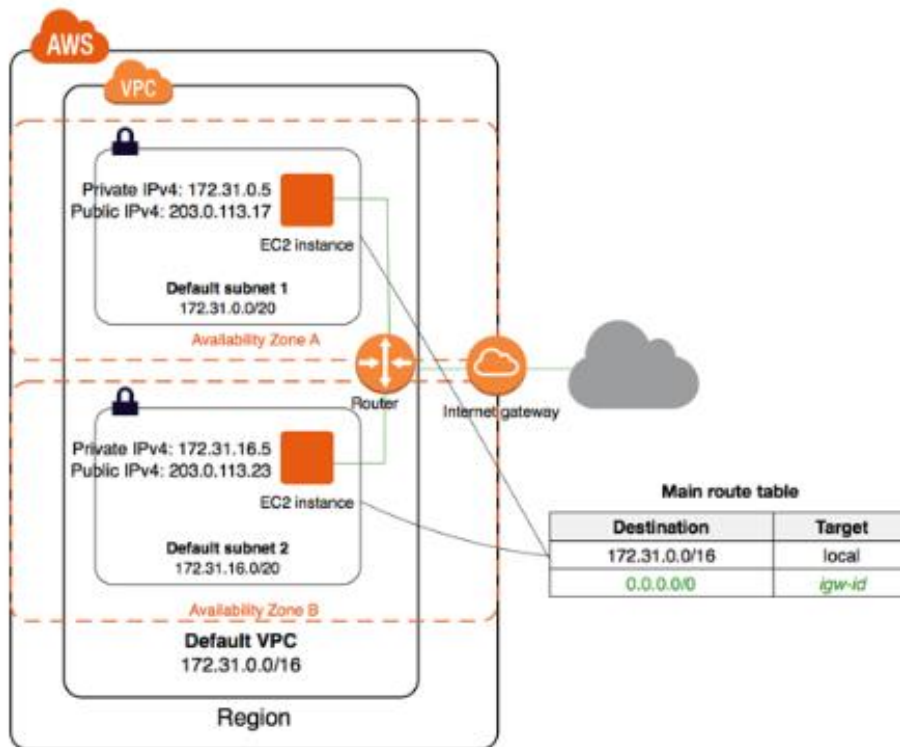 AWS
VPC
Private IPv4: 172.31.0.5
Public IPv4: 203.0.113.17
EC2 instance
Default subnet 1
172.31.0.0/20
Availability Zone A
Router
Internet gateway
Private IPv4: 172.31.16.5
Public IPv4: 203.0.113.23
EC2 instance
Default subnet 2
172.31.16.0/20
Availability Zone B
Default VPC
172.31.0.0/16
Region
Main route table
Destination Target
172.31.0.0/16 local
0.0.0.0/0 igw-id